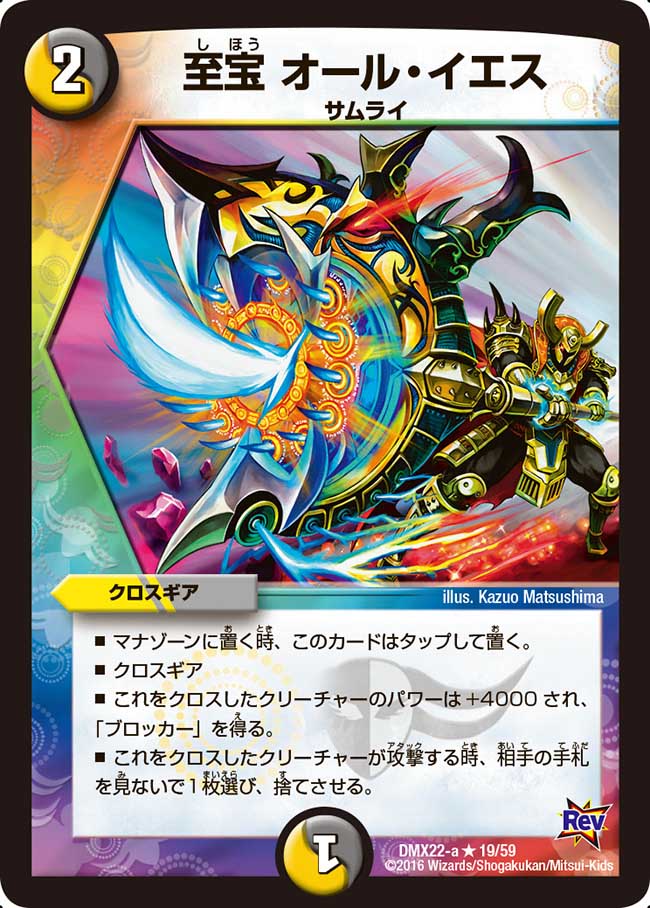 2
しほう
至宝 オール・イエス
サムライ
クロスギア
illus. Kazuo Matsushima
■ マナゾーンに置く時、このカードはタップして置く。
■ クロスギア
■ これをクロスしたクリーチャーのパワーは+4000され、
「ブロッカー」を得る。
■ これをクロスしたクリーチャーが攻撃する時、相手の手札
を見ないで1枚選び、捨てさせる。
1
Rev
DMX22-a★19/59
©2016 Wizards/Shogakukan/Mitsui-Kids